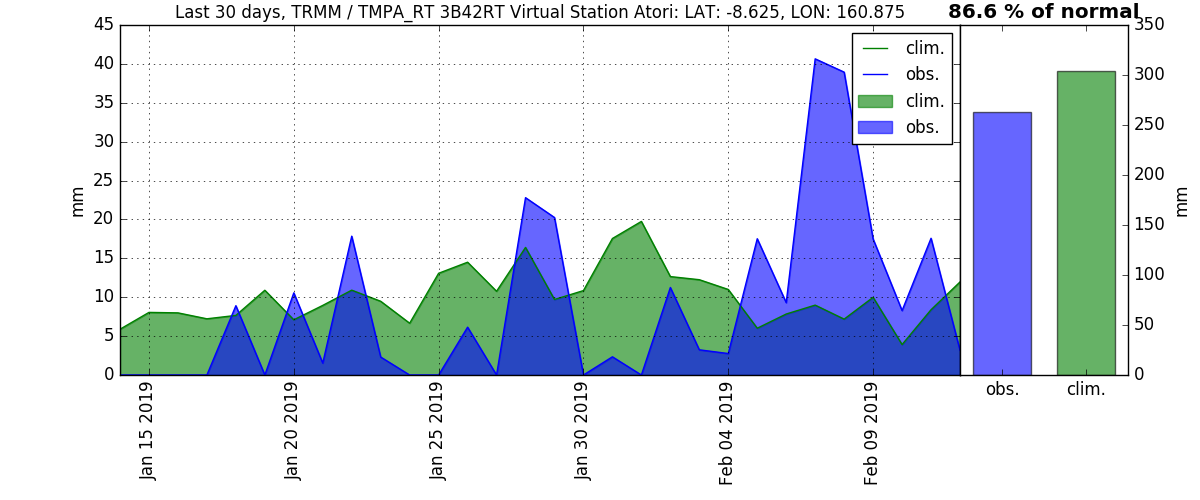 Last 30 days, TRMM / TMPA_RT 3B42RT Virtual Station Atori: LAT: -8.625, LON: 160.875
86.6 % of normal
45
40
35
30
25
20
15
10
5
0
mm
clim.
obs.
clim.
obs.
350
300
250
200
150
100
50
0
mm
Jan 15 2019
Jan 20 2019
Jan 25 2019
Jan 30 2019
Feb 04 2019
Feb 09 2019
obs.
clim.